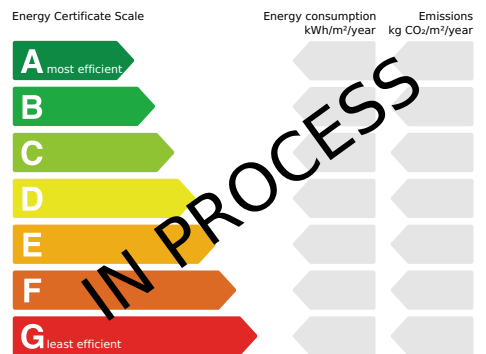 Energy Certificate Scale
Energy consumption
kWh/m²/year
Emissions
kg CO₂/m²/year
A most efficient
B
C
D
E
F
G least efficient
IN PROCESS